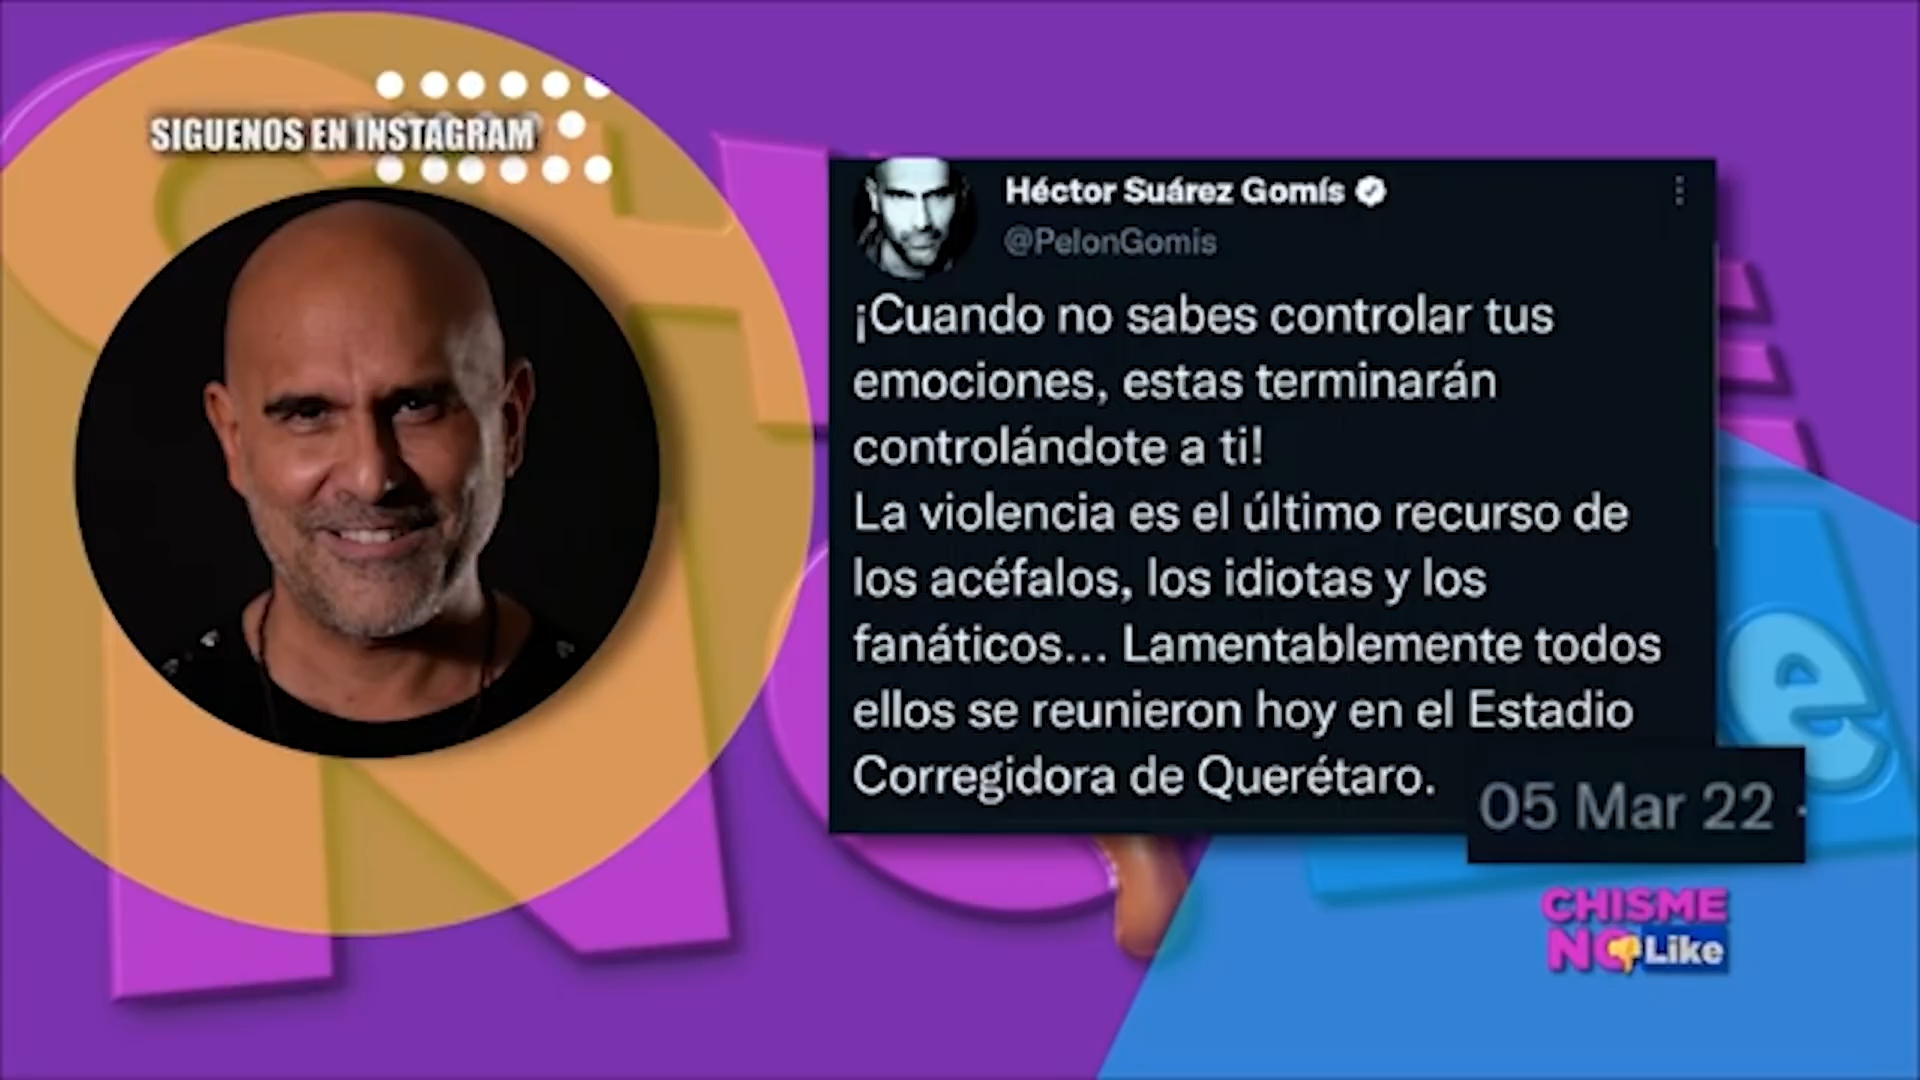 SIGUENOS EN INSTAGRAM
Héctor Suárez Gomís
@PelonGomis
¡Cuando no sabes controlar tus
emociones, estas terminarán
controlándote a ti!
La violencia es el último recurso de
los acéfalos, los idiotas y los
fanáticos... Lamentablemente todos
ellos se reunieron hoy en el Estadio
Corregidora de Querétaro.
05 Mar 22 ·
CHISME
NO Like